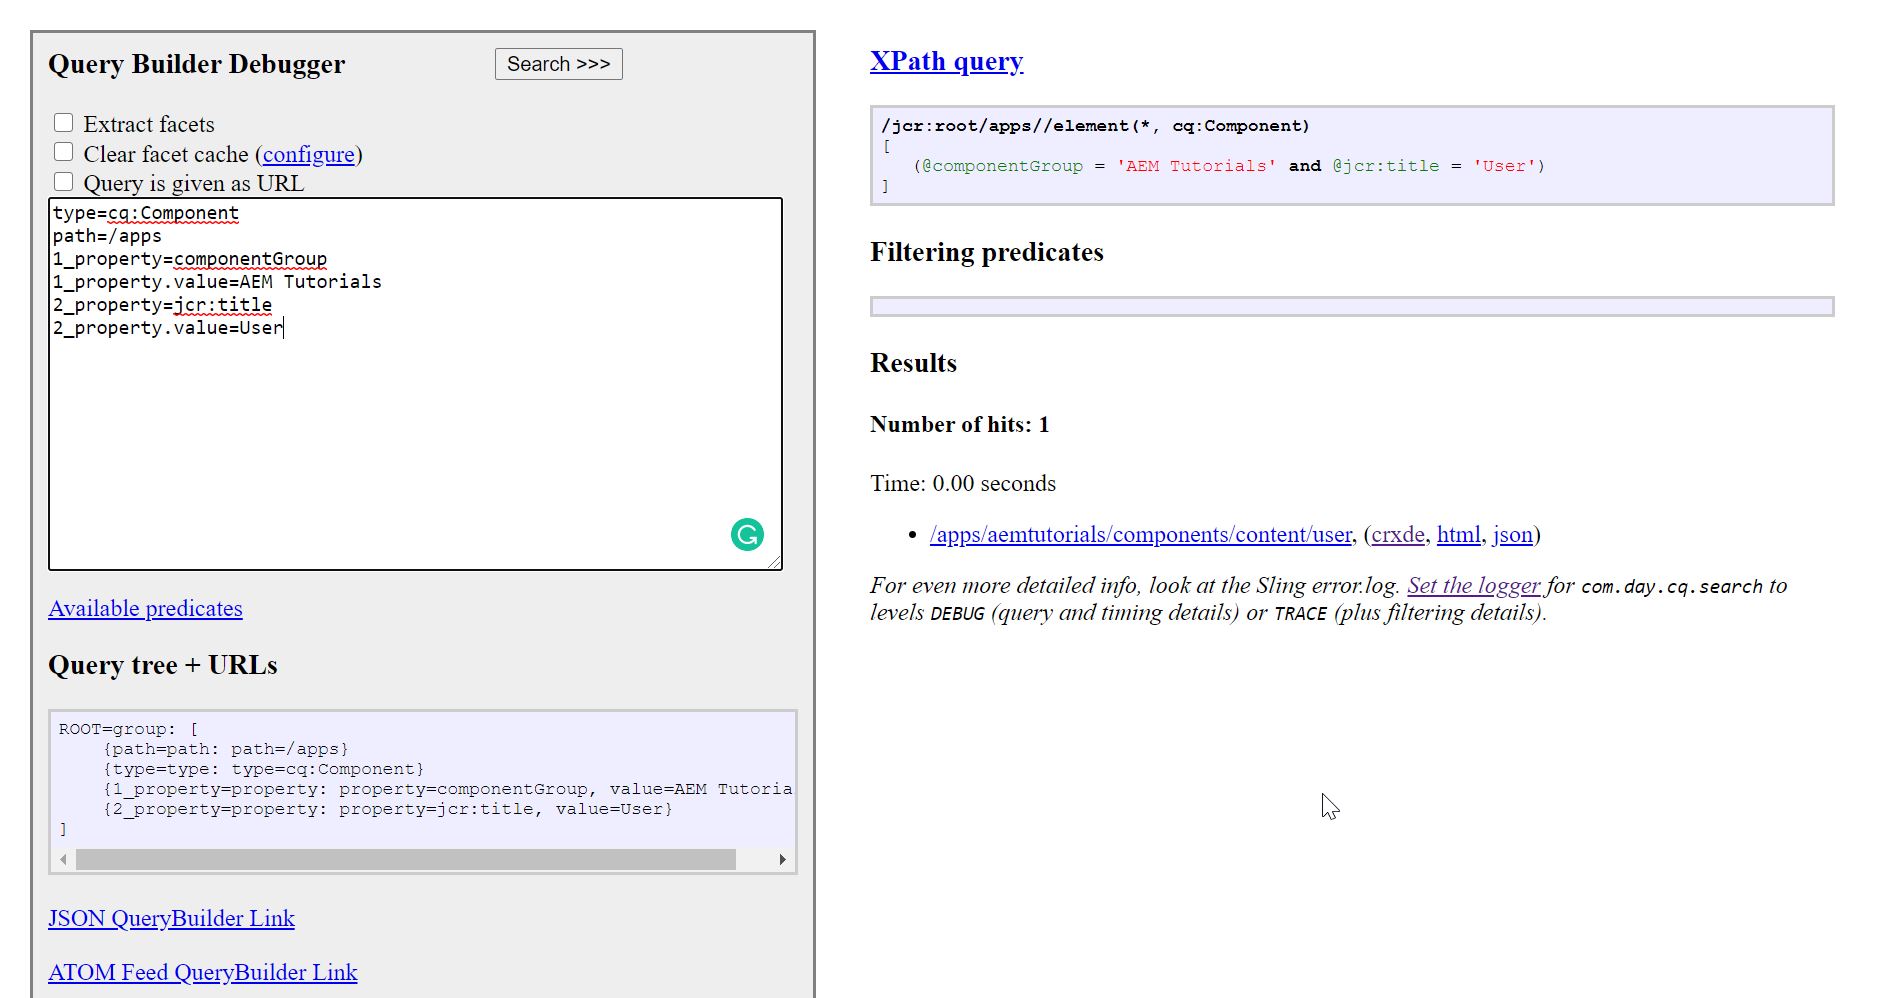 Query Builder Debugger
Search >>>
Extract facets
Clear facet cache (configure)
Query is given as URL
type=cq:Component
path=/apps
1_property=componentGroup
1_property.value=AEM Tutorials
2_property=jcr:title
2_property.value=User
Available predicates
Query tree + URLs
ROOT=group: [
    {path=path: path=/apps}
    {type=type: type=cq:Component}
    {1_property=property: property=componentGroup, value=AEM Tutoria
    {2_property=property: property=jcr:title, value=User}
]
JSON QueryBuilder Link
ATOM Feed QueryBuilder Link
XPath query
/jcr:root/apps//element(*, cq:Component)
[
   (@componentGroup = 'AEM Tutorials' and @jcr:title = 'User')
]
Filtering predicates
Results
Number of hits: 1
Time: 0.00 seconds
• /apps/aemtutorials/components/content/user, (crxde, html, json)
For even more detailed info, look at the Sling error.log. Set the logger for com.day.cq.search to
levels DEBUG (query and timing details) or TRACE (plus filtering details).